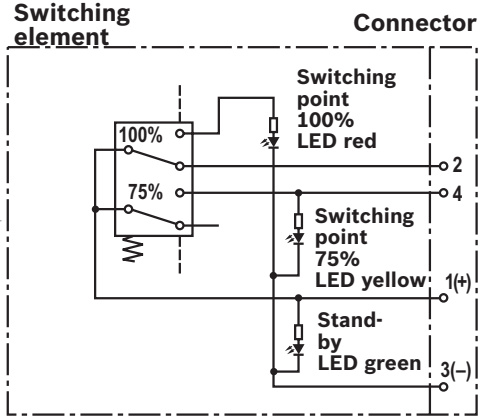 Switching
element
Connector
Switching
point
100%
LED red
100%
2
75%
4
Switching
point
75%
LED yellow
1(+)
Stand-
by
LED green
3(–)